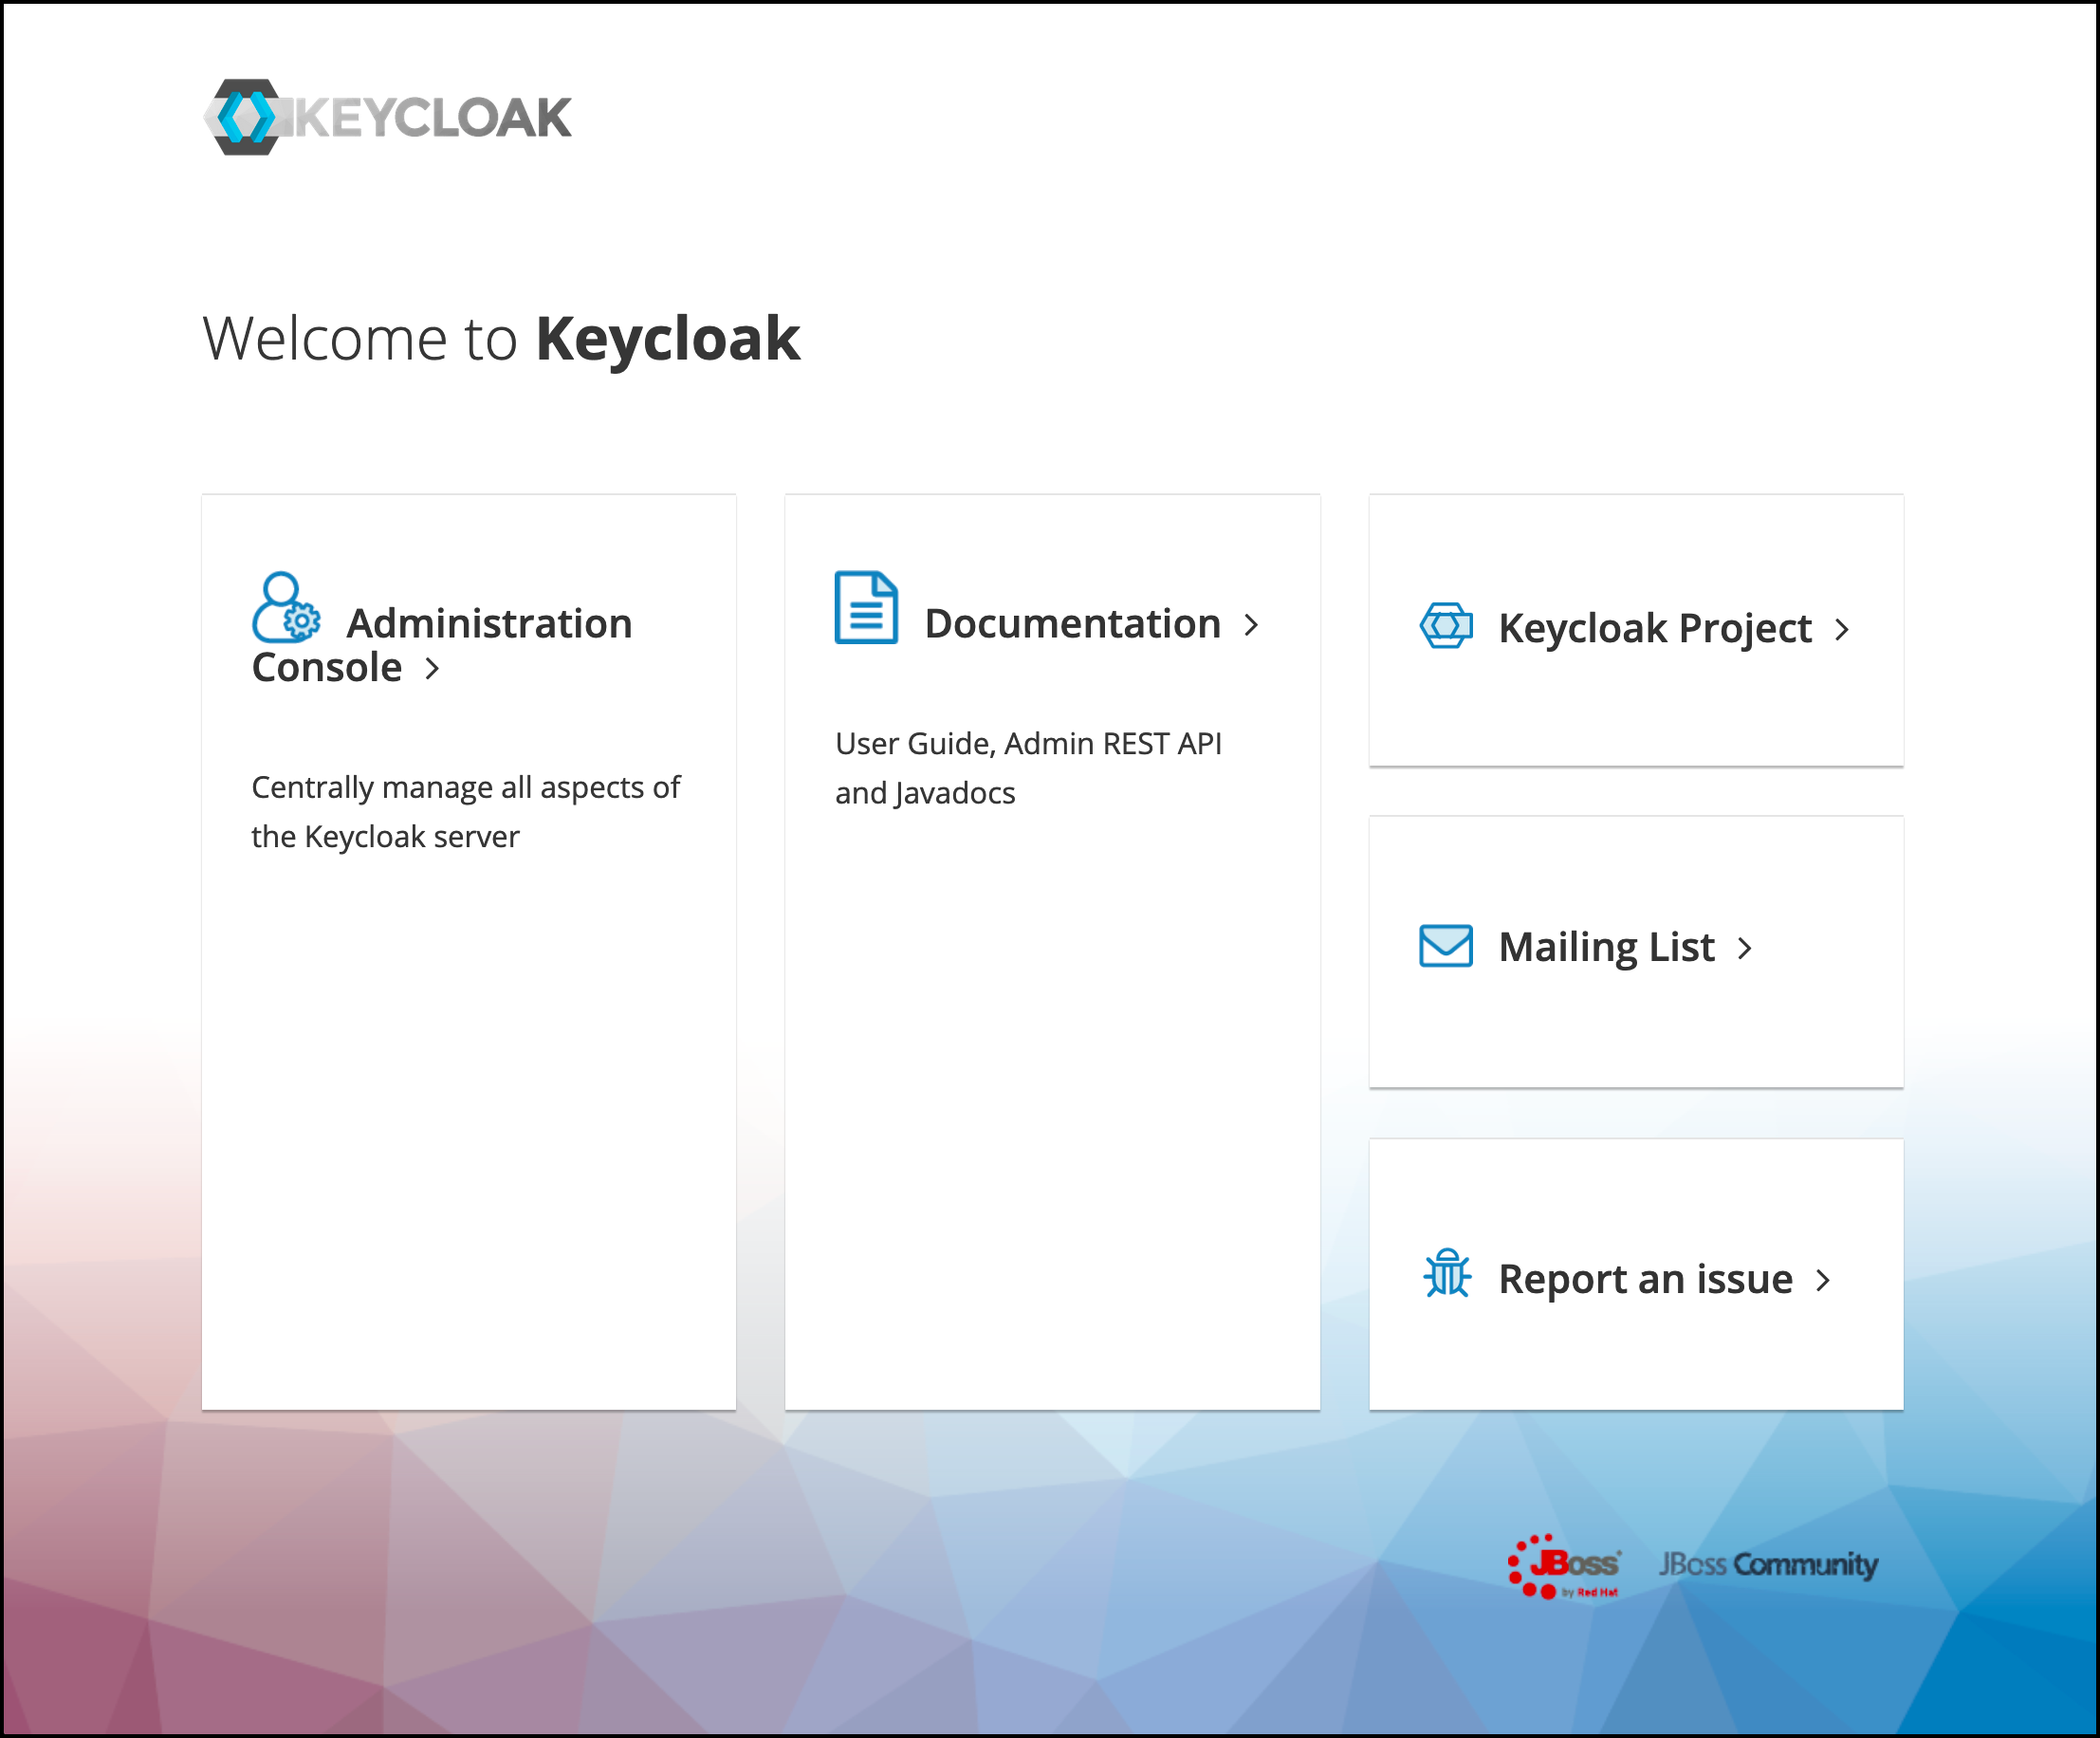 KEYCLOAK
Welcome to Keycloak
Administration
Console
Centrally manage all aspects of
the Keycloak server
Documentation
User Guide, Admin REST API
and Javadocs
Keycloak Project
Mailing List
Report an issue
JBoss
by Red Hat
JBoss Community